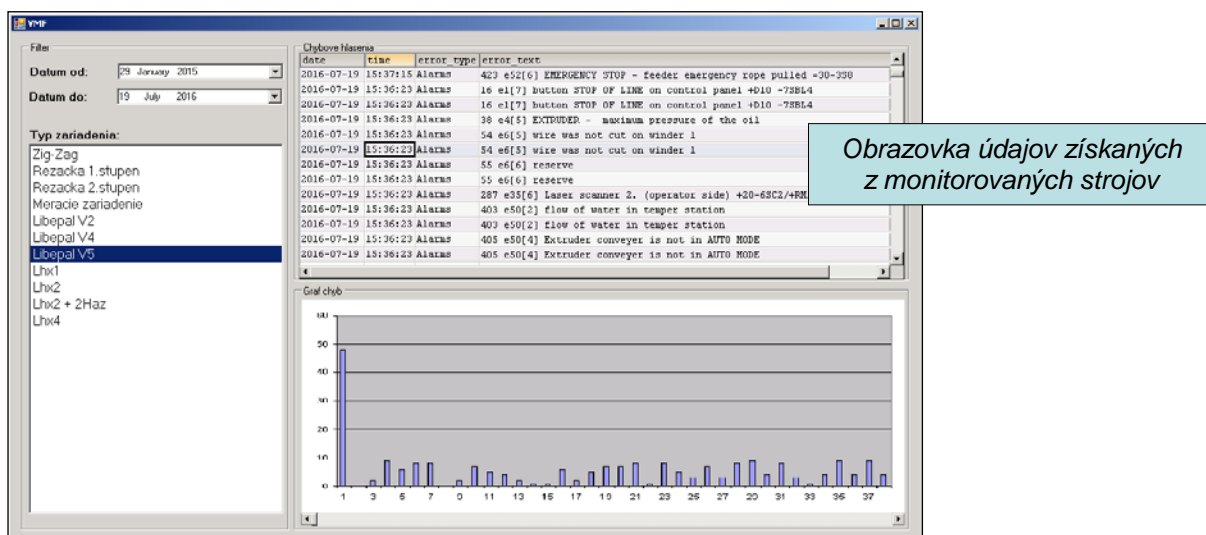 VMF
Filter
Datum od: 29 January 2015
Datum do: 19 July 2016
Typ zariadenia:
Zig-Zag
Rezacka 1.stupen
Rezacka 2.stupen
Meracie zariadenie
Libepal V2
Libepal V4
Libepal V5
Lhx1
Lhx2
Lhx2 + 2Haz
Lhx4
Chybove hlasenia
date time error_type error_text
2016-07-19 15:37:15 Alarms 423 e52[6] EMERGENCY STOP - feeder emergency rope pulled =30-3S0
2016-07-19 15:36:23 Alarms 16 e1[7] button STOP OF LINE on control panel +D10 -7SBL4
2016-07-19 15:36:23 Alarms 16 e1[7] button STOP OF LINE on control panel +D10 -7SBL4
2016-07-19 15:36:23 Alarms 38 e4[5] EXTRUDER - maximum pressure of the oil
2016-07-19 15:36:23 Alarms 54 e6[5] wire was not cut on winder 1
2016-07-19 15:36:23 Alarms 54 e6[5] wire was not cut on winder 1
2016-07-19 15:36:23 Alarms 55 e6[6] reserve
2016-07-19 15:36:23 Alarms 55 e6[6] reserve
2016-07-19 15:36:23 Alarms 287 e35[6] Laser scanner 2. (operator side) +20-6SC2/+RM
2016-07-19 15:36:23 Alarms 403 e50[2] flow of water in temper station
2016-07-19 15:36:23 Alarms 403 e50[2] flow of water in temper station
2016-07-19 15:36:23 Alarms 405 e50[4] Extruder conveyer is not in AUTO MODE
2016-07-19 15:36:23 Alarms 405 e50[4] Extruder conveyer is not in AUTO MODE
Graf chyb
60
50
40
30
20
10
0
1 3 5 7 9 11 13 15 17 19 21 23 25 27 29 31 33 35 37
Obrazovka údajov získaných
z monitorovaných strojov